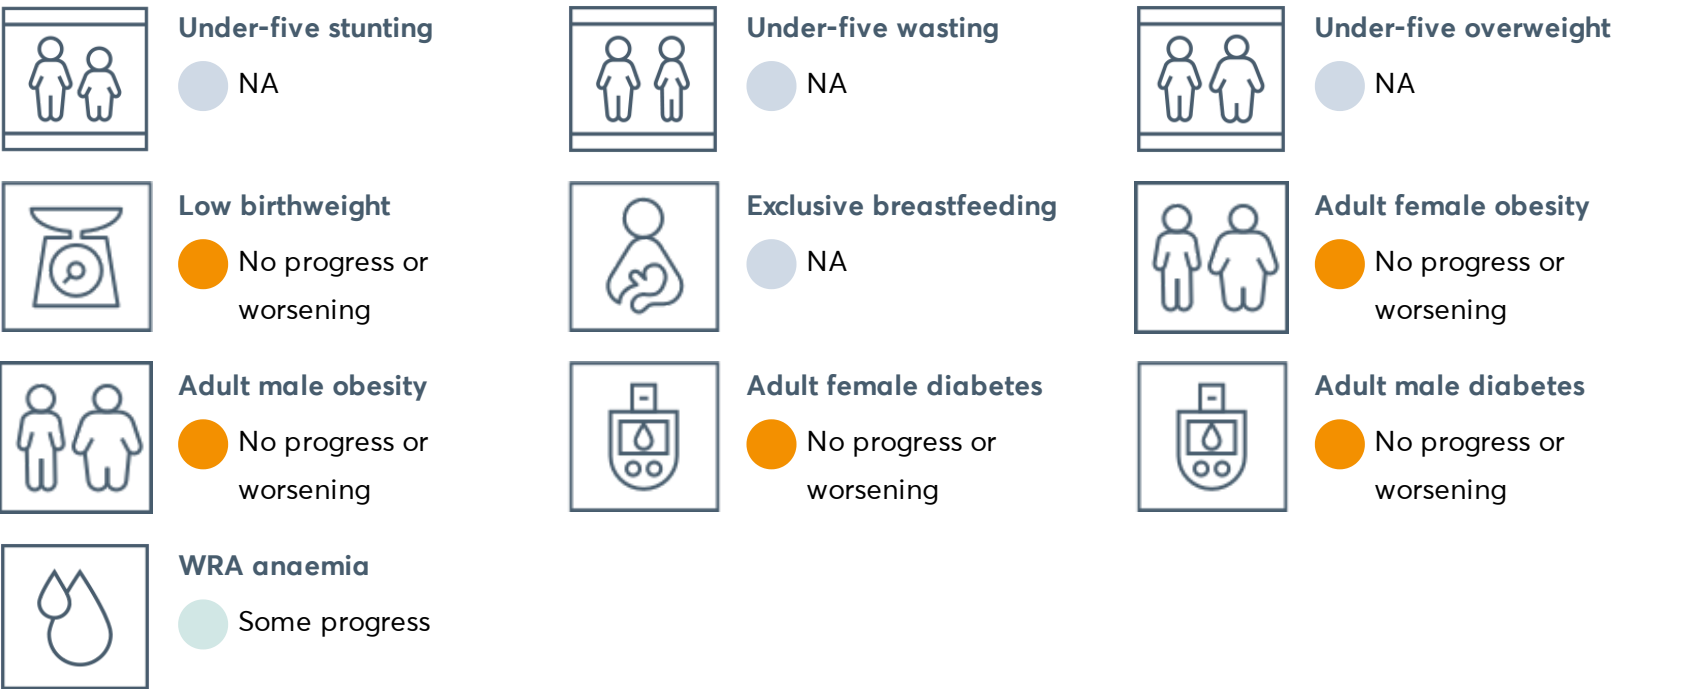 Under-five stunting
NA
Under-five wasting
NA
Under-five overweight
NA
Low birthweight
No progress or
worsening
Exclusive breastfeeding
NA
Adult female obesity
No progress or
worsening
Adult male obesity
No progress or
worsening
Adult female diabetes
No progress or
worsening
Adult male diabetes
No progress or
worsening
WRA anaemia
Some progress